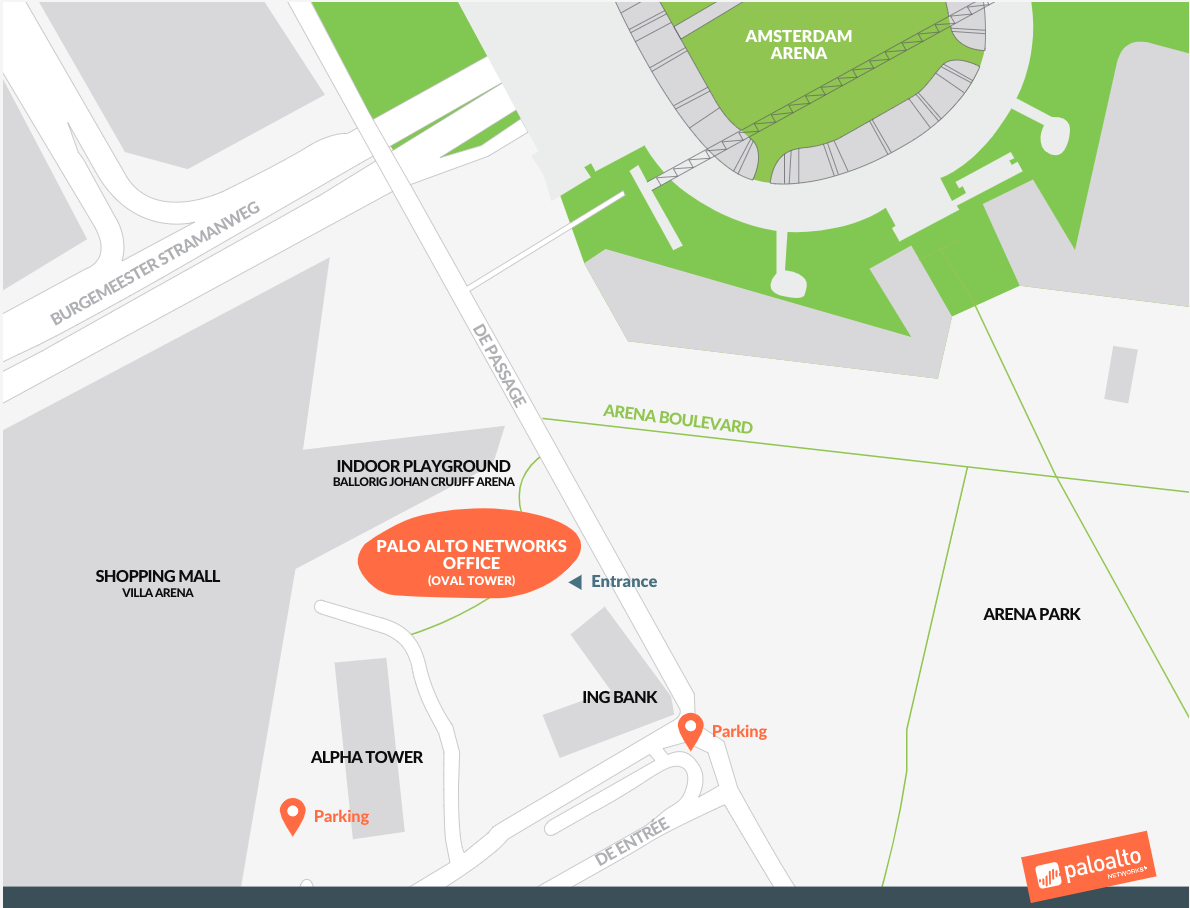 AMSTERDAM
ARENA
BURGEMEESTER STRAMANWEG
DE PASSAGE
ARENA BOULEVARD
INDOOR PLAYGROUND
BALLORIG JOHAN CRUIJFF ARENA
PALO ALTO NETWORKS
OFFICE
(OVAL TOWER)
Entrance
SHOPPING MALL
VILLA ARENA
ARENA PARK
ING BANK
Parking
ALPHA TOWER
Parking
DE ENTRÉE
paloalto
NETWORKS